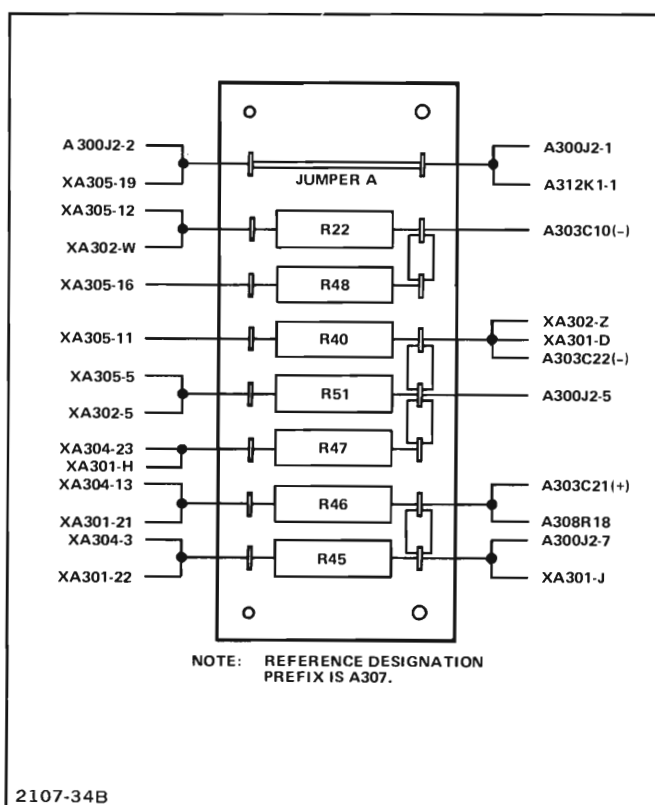 A300J2-2
XA305-19
XA305-12
XA302-W
XA305-16
XA305-11
XA305-5
XA302-5
XA304-23
XA301-H
XA304-13
XA301-21
XA304-3
XA301-22
JUMPER A
R22
R48
R40
R51
R47
R46
R45
A300J2-1
A312K1-1
A303C10(-)
XA302-Z
XA301-D
A303C22(-)
A300J2-5
A303C21(+)
A308R18
A300J2-7
XA301-J
NOTE: REFERENCE DESIGNATION
PREFIX IS A307.
2107-34B